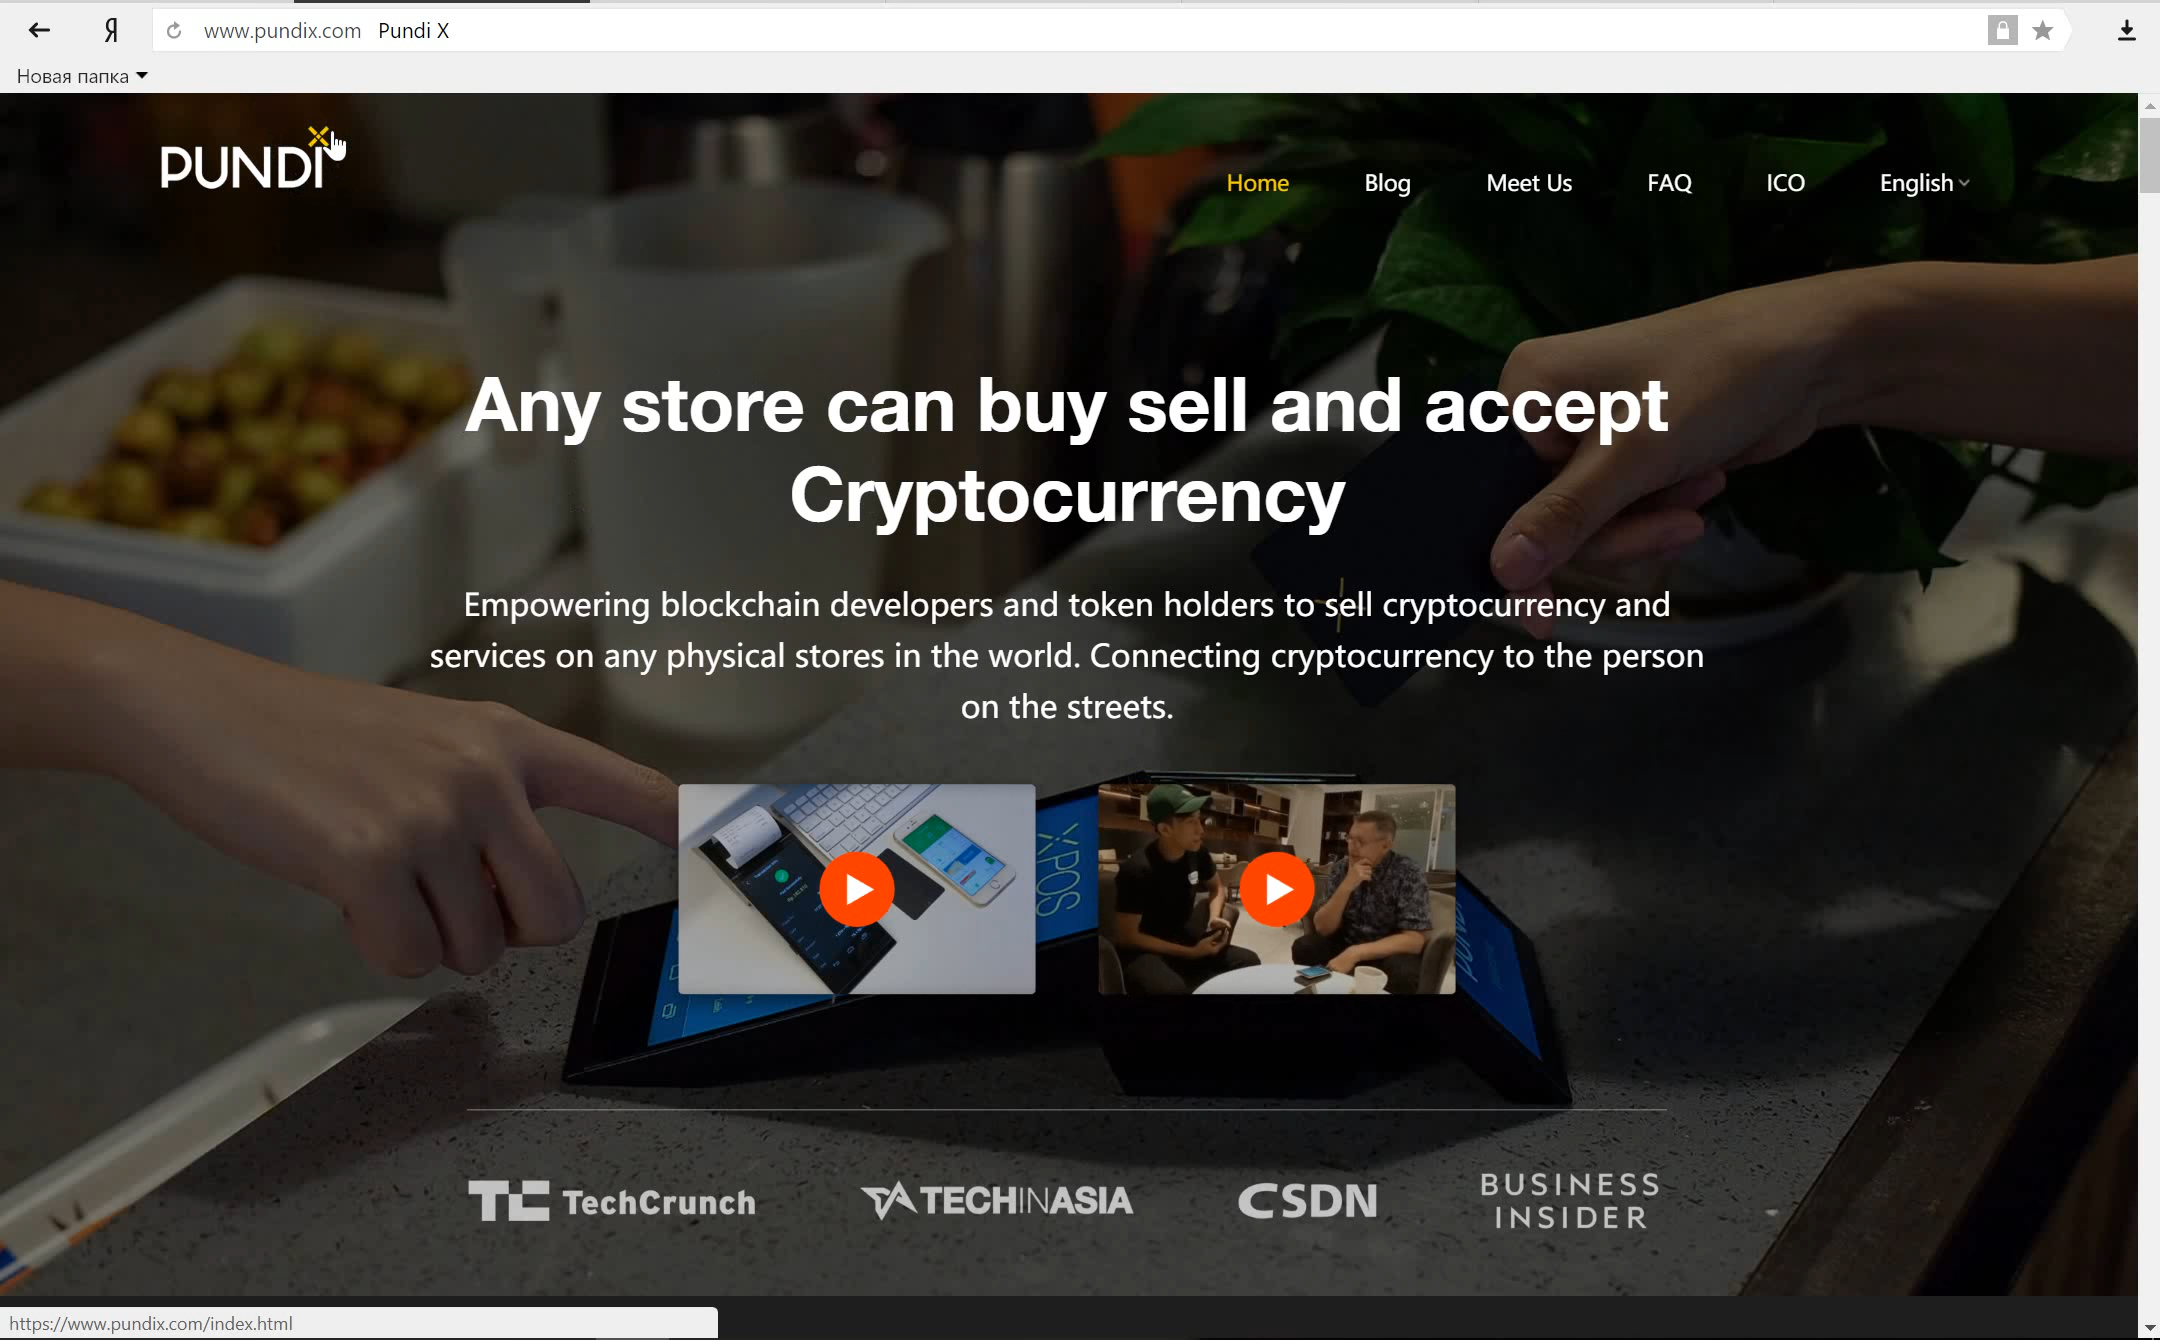 www.pundix.com Pundi X
Новая папка
PUNDI X
Home Blog Meet Us FAQ ICO English
Any store can buy sell and accept
Cryptocurrency
Empowering blockchain developers and token holders to sell cryptocurrency and
services on any physical stores in the world. Connecting cryptocurrency to the person
on the streets.
XPOS
TechCrunch
TECHINASIA
CSDN
BUSINESS
INSIDER
https://www.pundix.com/index.html